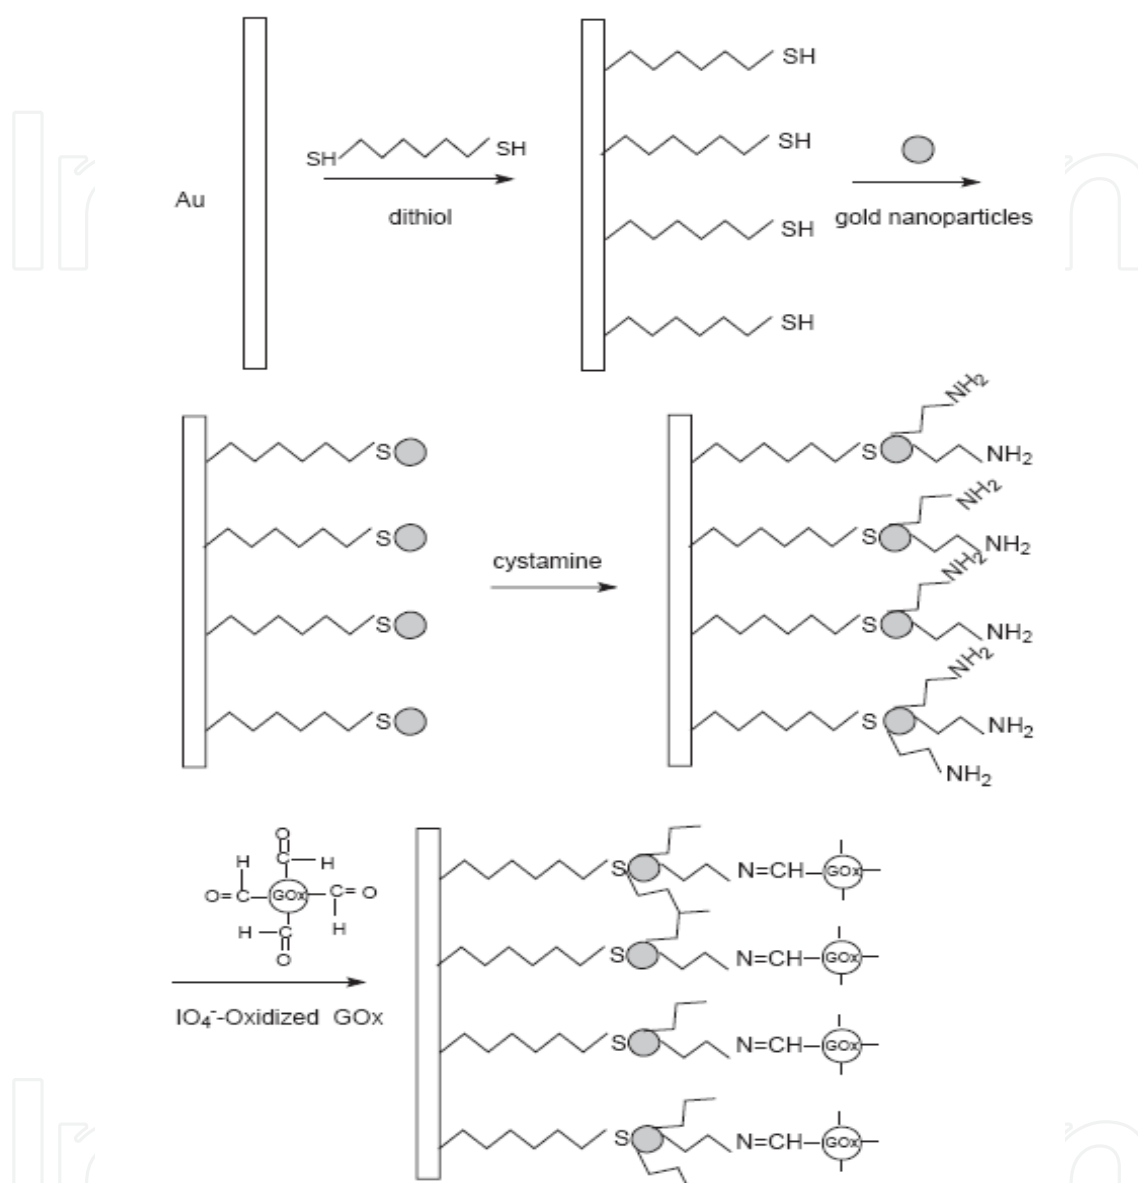 Au
SH
SH
dithiol
SH
SH
SH
SH
gold nanoparticles
S
S
S
S
cystamine
S
NH2
NH2
S
NH2
NH2
S
NH2
NH2
S
NH2
NH2
NH2
O
H
C
H
O=C
GOx
C=O
H
C
H
O
IO4--Oxidized GOx
S
N=CH
GOx
S
N=CH
GOx
S
N=CH
GOx
S
N=CH
GOx